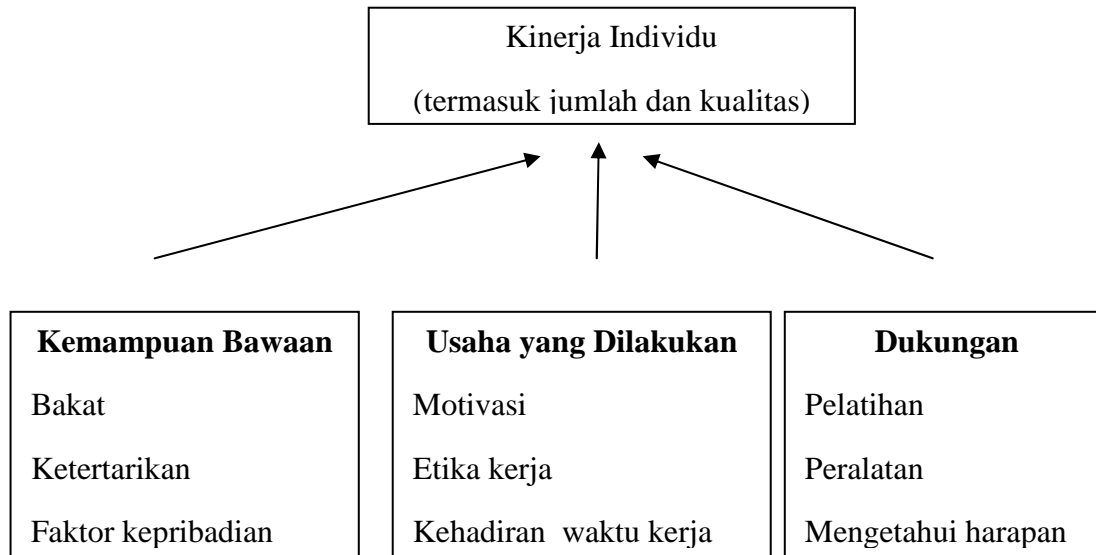 Kinerja Individu
(termasuk jumlah dan kualitas)
Kemampuan Bawaan
Bakat
Ketertarikan
Faktor kepribadian
Usaha yang Dilakukan
Motivasi
Etika kerja
Kehadiran waktu kerja
Dukungan
Pelatihan
Peralatan
Mengetahui harapan